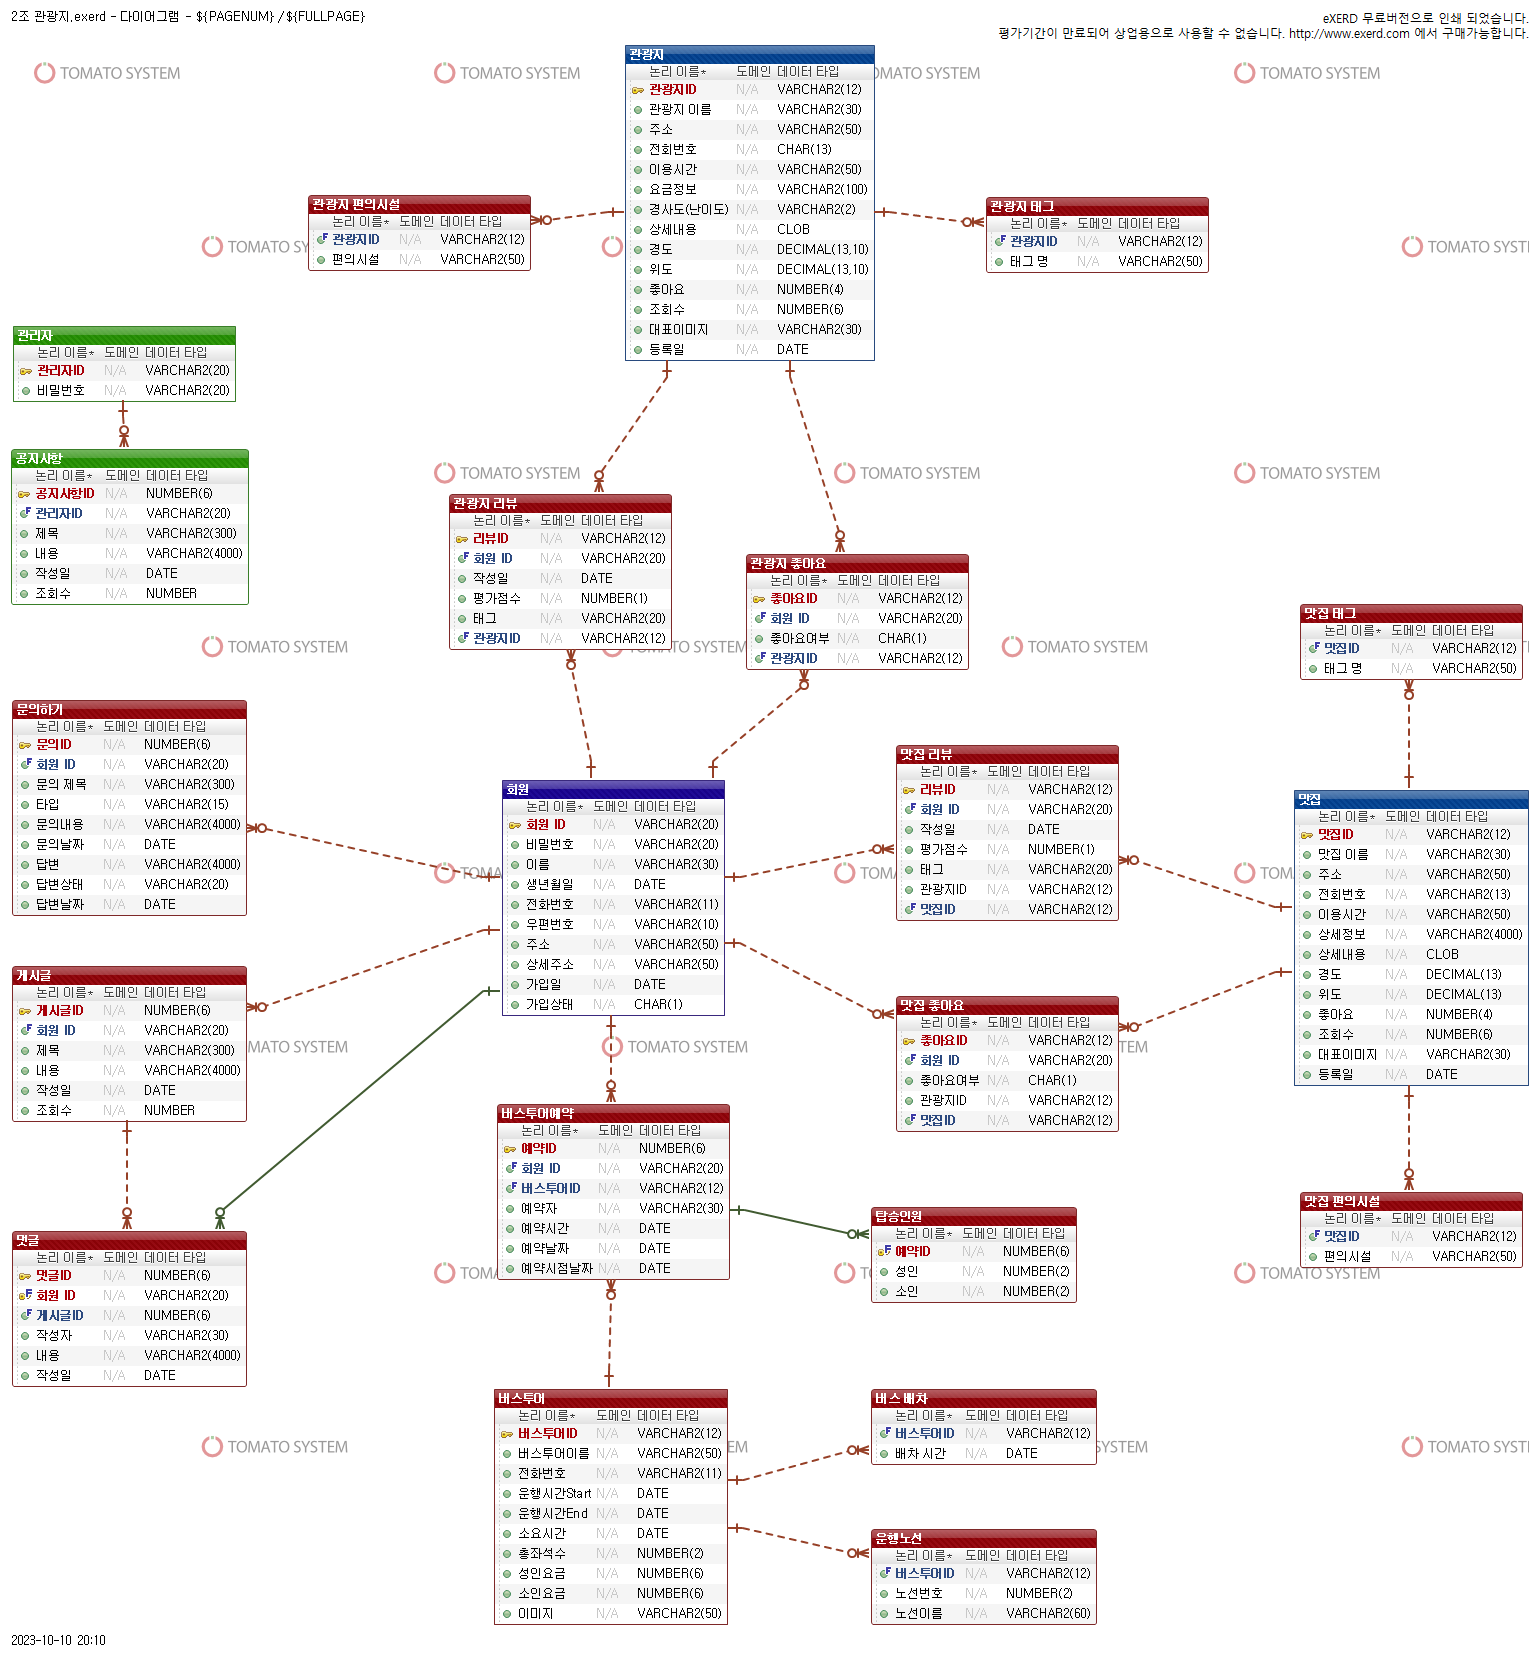 2조 관광지.exerd - 다이어그램 - ${PAGENUM} / ${FULLPAGE}
eXERD 무료버전으로 인쇄 되었습니다.
평가기간이 만료되어 상업용으로 사용할 수 없습니다. http://www.exerd.com 에서 구매가능합니다.
TOMATO SYSTEM
관광지
논리 이름* 도메인 데이터 타입
관광지ID N/A VARCHAR2(12)
관광지 이름 N/A VARCHAR2(30)
주소 N/A VARCHAR2(50)
전회번호 N/A CHAR(13)
이용시간 N/A VARCHAR2(50)
요금정보 N/A VARCHAR2(100)
경사도(난이도) N/A VARCHAR2(2)
상세내용 N/A CLOB
경도 N/A DECIMAL(13,10)
위도 N/A DECIMAL(13,10)
좋아요 N/A NUMBER(4)
조회수 N/A NUMBER(6)
대표이미지 N/A VARCHAR2(30)
등록일 N/A DATE
관광지 편의시설
논리 이름* 도메인 데이터 타입
관광지ID N/A VARCHAR2(12)
편의시설 N/A VARCHAR2(50)
관광지 태그
논리 이름* 도메인 데이터 타입
관광지ID N/A VARCHAR2(12)
태그 명 N/A VARCHAR2(50)
관리자
논리 이름* 도메인 데이터 타입
관리자ID N/A VARCHAR2(20)
비밀번호 N/A VARCHAR2(20)
공지사항
논리 이름* 도메인 데이터 타입
공지사항ID N/A NUMBER(6)
관리자ID N/A VARCHAR2(20)
제목 N/A VARCHAR2(300)
내용 N/A VARCHAR2(4000)
작성일 N/A DATE
조회수 N/A NUMBER
관광지 리뷰
논리 이름* 도메인 데이터 타입
리뷰ID N/A VARCHAR2(12)
회원 ID N/A VARCHAR2(20)
작성일 N/A DATE
평가점수 N/A NUMBER(1)
태그 N/A VARCHAR2(20)
관광지ID N/A VARCHAR2(12)
관광지 좋아요
논리 이름* 도메인 데이터 타입
좋아요ID N/A VARCHAR2(12)
회원 ID N/A VARCHAR2(20)
좋아요여부 N/A CHAR(1)
관광지ID N/A VARCHAR2(12)
맛집 태그
논리 이름* 도메인 데이터 타입
맛집ID N/A VARCHAR2(12)
태그 명 N/A VARCHAR2(50)
문의하기
논리 이름* 도메인 데이터 타입
문의ID N/A NUMBER(6)
회원 ID N/A VARCHAR2(20)
문의 제목 N/A VARCHAR2(300)
타입 N/A VARCHAR2(15)
문의내용 N/A VARCHAR2(4000)
문의날짜 N/A DATE
답변 N/A VARCHAR2(4000)
답변상태 N/A VARCHAR2(20)
답변날짜 N/A DATE
회원
논리 이름* 도메인 데이터 타입
회원 ID N/A VARCHAR2(20)
비밀번호 N/A VARCHAR2(20)
이름 N/A VARCHAR2(30)
생년월일 N/A DATE
전화번호 N/A VARCHAR2(11)
우편번호 N/A VARCHAR2(10)
주소 N/A VARCHAR2(50)
상세주소 N/A VARCHAR2(50)
가입일 N/A DATE
가입상태 N/A CHAR(1)
맛집 리뷰
논리 이름* 도메인 데이터 타입
리뷰ID N/A VARCHAR2(12)
회원 ID N/A VARCHAR2(20)
작성일 N/A DATE
평가점수 N/A NUMBER(1)
태그 N/A VARCHAR2(20)
관광지ID N/A VARCHAR2(12)
맛집ID N/A VARCHAR2(12)
맛집
논리 이름* 도메인 데이터 타입
맛집ID N/A VARCHAR2(12)
맛집 이름 N/A VARCHAR2(30)
주소 N/A VARCHAR2(50)
전회번호 N/A VARCHAR2(13)
이용시간 N/A VARCHAR2(50)
상세정보 N/A VARCHAR2(4000)
상세내용 N/A CLOB
경도 N/A DECIMAL(13)
위도 N/A DECIMAL(13)
좋아요 N/A NUMBER(4)
조회수 N/A NUMBER(6)
대표이미지 N/A VARCHAR2(30)
등록일 N/A DATE
게시글
논리 이름* 도메인 데이터 타입
게시글ID N/A NUMBER(6)
회원 ID N/A VARCHAR2(20)
제목 N/A VARCHAR2(300)
내용 N/A VARCHAR2(4000)
작성일 N/A DATE
조회수 N/A NUMBER
맛집 좋아요
논리 이름* 도메인 데이터 타입
좋아요ID N/A VARCHAR2(12)
회원 ID N/A VARCHAR2(20)
좋아요여부 N/A CHAR(1)
관광지ID N/A VARCHAR2(12)
맛집ID N/A VARCHAR2(12)
버스투어예약
논리 이름* 도메인 데이터 타입
예약ID N/A NUMBER(6)
회원 ID N/A VARCHAR2(20)
버스투어ID N/A VARCHAR2(12)
예약자 N/A VARCHAR2(30)
예약시간 N/A DATE
예약날짜 N/A DATE
예약시점날짜 N/A DATE
탑승인원
논리 이름* 도메인 데이터 타입
예약ID N/A NUMBER(6)
성인 N/A NUMBER(2)
소인 N/A NUMBER(2)
맛집 편의시설
논리 이름* 도메인 데이터 타입
맛집ID N/A VARCHAR2(12)
편의시설 N/A VARCHAR2(50)
댓글
논리 이름* 도메인 데이터 타입
댓글ID N/A NUMBER(6)
회원 ID N/A VARCHAR2(20)
게시글ID N/A NUMBER(6)
작성자 N/A VARCHAR2(30)
내용 N/A VARCHAR2(4000)
작성일 N/A DATE
버스투어
논리 이름* 도메인 데이터 타입
버스투어ID N/A VARCHAR2(12)
버스투어이름 N/A VARCHAR2(50)
전화번호 N/A VARCHAR2(11)
운행시간Start N/A DATE
운행시간End N/A DATE
소요시간 N/A DATE
총좌석수 N/A NUMBER(2)
성인요금 N/A NUMBER(6)
소인요금 N/A NUMBER(6)
이미지 N/A VARCHAR2(50)
버스 배차
논리 이름* 도메인 데이터 타입
버스투어ID N/A VARCHAR2(12)
배차 시간 N/A DATE
운행노선
논리 이름* 도메인 데이터 타입
버스투어ID N/A VARCHAR2(12)
노선번호 N/A NUMBER(2)
노선이름 N/A VARCHAR2(60)
2023-10-10 20:10